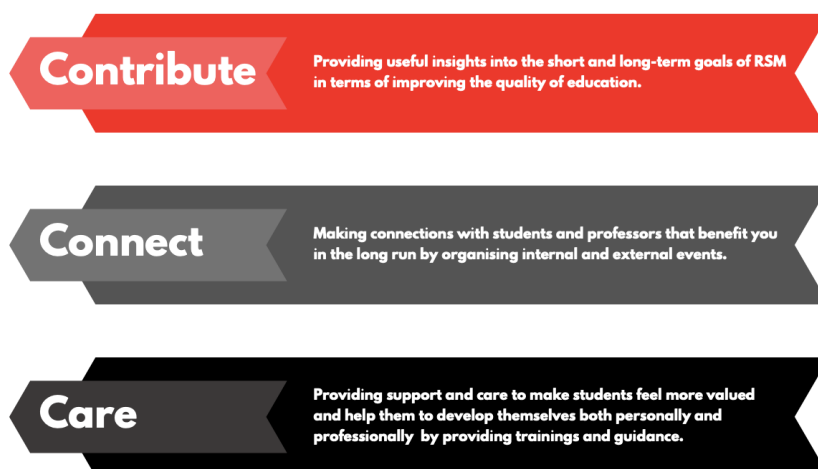 Contribute
Providing useful insights into the short and long-term goals of RSM
in terms of improving the quality of education.
Connect
Making connections with students and professors that benefit you
in the long run by organising internal and external events.
Care
Providing support and care to make students feel more valued
and help them to develop themselves both personally and
professionally by providing trainings and guidance.